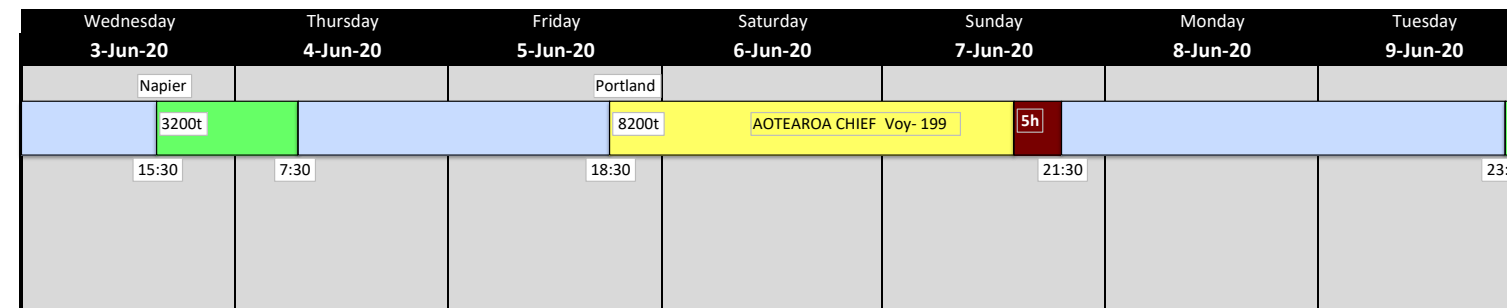 Wednesday Thursday Friday Saturday Sunday Monday Tuesday
3-Jun-20 4-Jun-20 5-Jun-20 6-Jun-20 7-Jun-20 8-Jun-20 9-Jun-20
Napier Portland
3200t 8200t AOTEAROA CHIEF Voy- 199 5h
15:30 7:30 18:30 21:30 23: